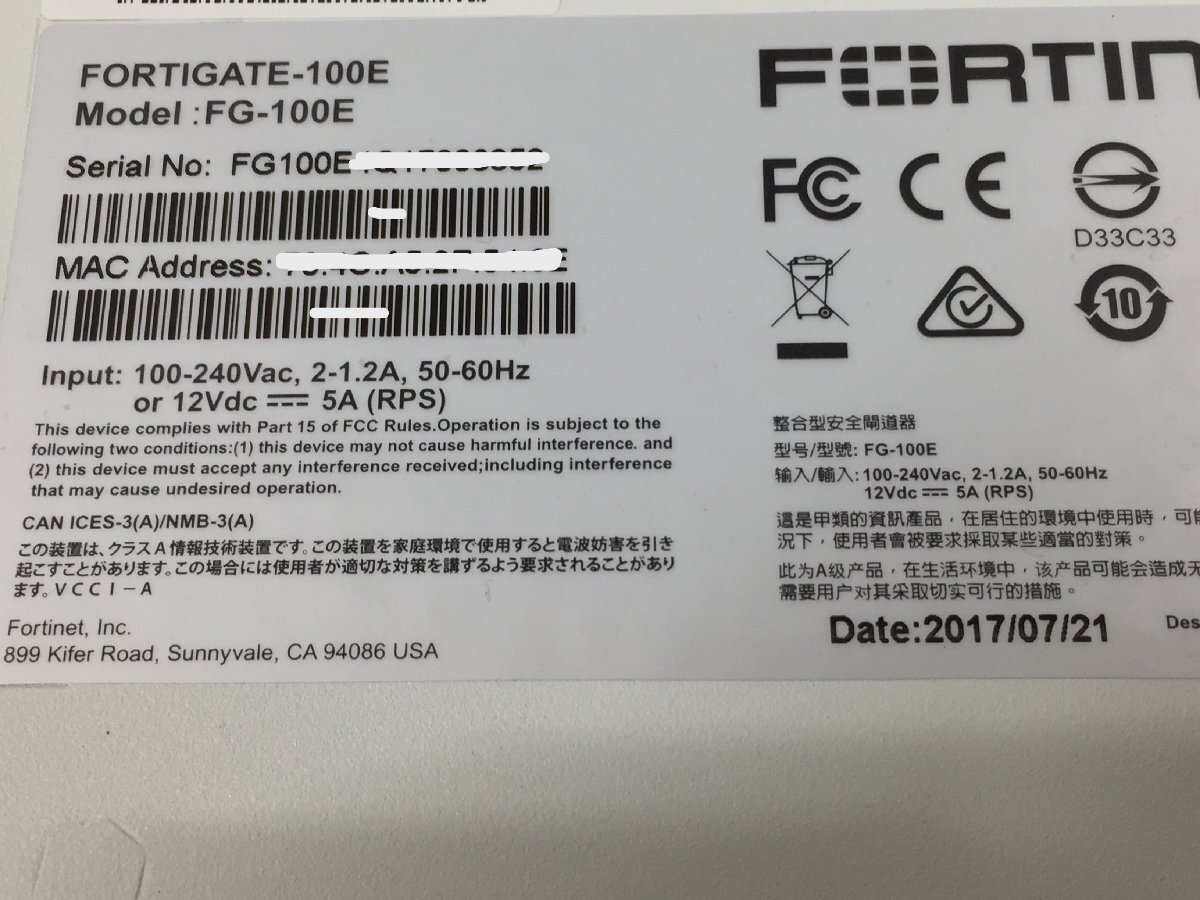 FORTIGATE-100E
Model :FG-100E
Serial No: FG100E
MAC Address:
Input: 100-240Vac, 2-1.2A, 50-60Hz
or 12Vdc ⎓ 5A (RPS)
This device complies with Part 15 of FCC Rules.Operation is subject to the
following two conditions:(1) this device may not cause harmful interference. and
(2) this device must accept any interference received;including interference
that may cause undesired operation.
CAN ICES-3(A)/NMB-3(A)
この装置は、クラスA情報技術装置です。この装置を家庭環境で使用すると電波妨害を引き
起こすことがあります。この場合には使用者が適切な対策を講ずるよう要求されることがあり
ます。VCCI-A
Fortinet, Inc.
899 Kifer Road, Sunnyvale, CA 94086 USA
FORTIN
FC CE
D33C33
10
整合型安全閘道器
型号/型號: FG-100E
输入/輸入: 100-240Vac, 2-1.2A, 50-60Hz
12Vdc ⎓ 5A (RPS)
這是甲類的資訊產品，在居住的環境中使用時，可能
況下，使用者會被要求採取某些適當的對策。
此为A级产品，在生活环境中，该产品可能会造成无
需要用户对其采取切实可行的措施。
Date:2017/07/21
Des